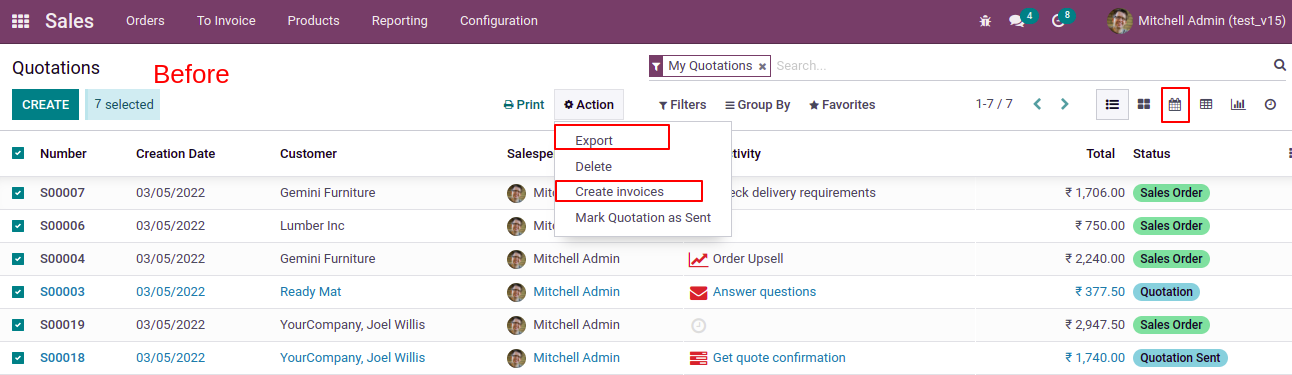 Sales Orders To Invoice Products Reporting Configuration 4 8 Mitchell Admin (test_v15)
Quotations Before My Quotations × Search...
CREATE 7 selected Print Action Filters Group By Favorites 1-7 / 7
Export
Delete
Create invoices
Mark Quotation as Sent
Number Creation Date Customer Salespe tivity Total Status
S00007 03/05/2022 Gemini Furniture Mitc eck delivery requirements ₹ 1,706.00 Sales Order
S00006 03/05/2022 Lumber Inc Mitc ₹ 750.00 Sales Order
S00004 03/05/2022 Gemini Furniture Mitchell Admin Order Upsell ₹ 2,240.00 Sales Order
S00003 03/05/2022 Ready Mat Mitchell Admin Answer questions ₹ 377.50 Quotation
S00019 03/05/2022 YourCompany, Joel Willis Mitchell Admin ₹ 2,947.50 Sales Order
S00018 03/05/2022 YourCompany, Joel Willis Mitchell Admin Get quote confirmation ₹ 1,740.00 Quotation Sent